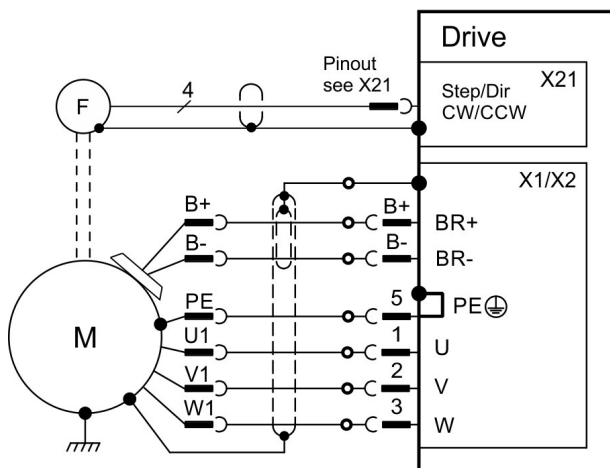 Drive
Pinout
see X21
X21
F
4
Step/Dir
CW/CCW
X1/X2
B+
B+
BR+
B-
B-
BR-
PE
5
PE
M
U1
1
U
V1
2
V
W1
3
W